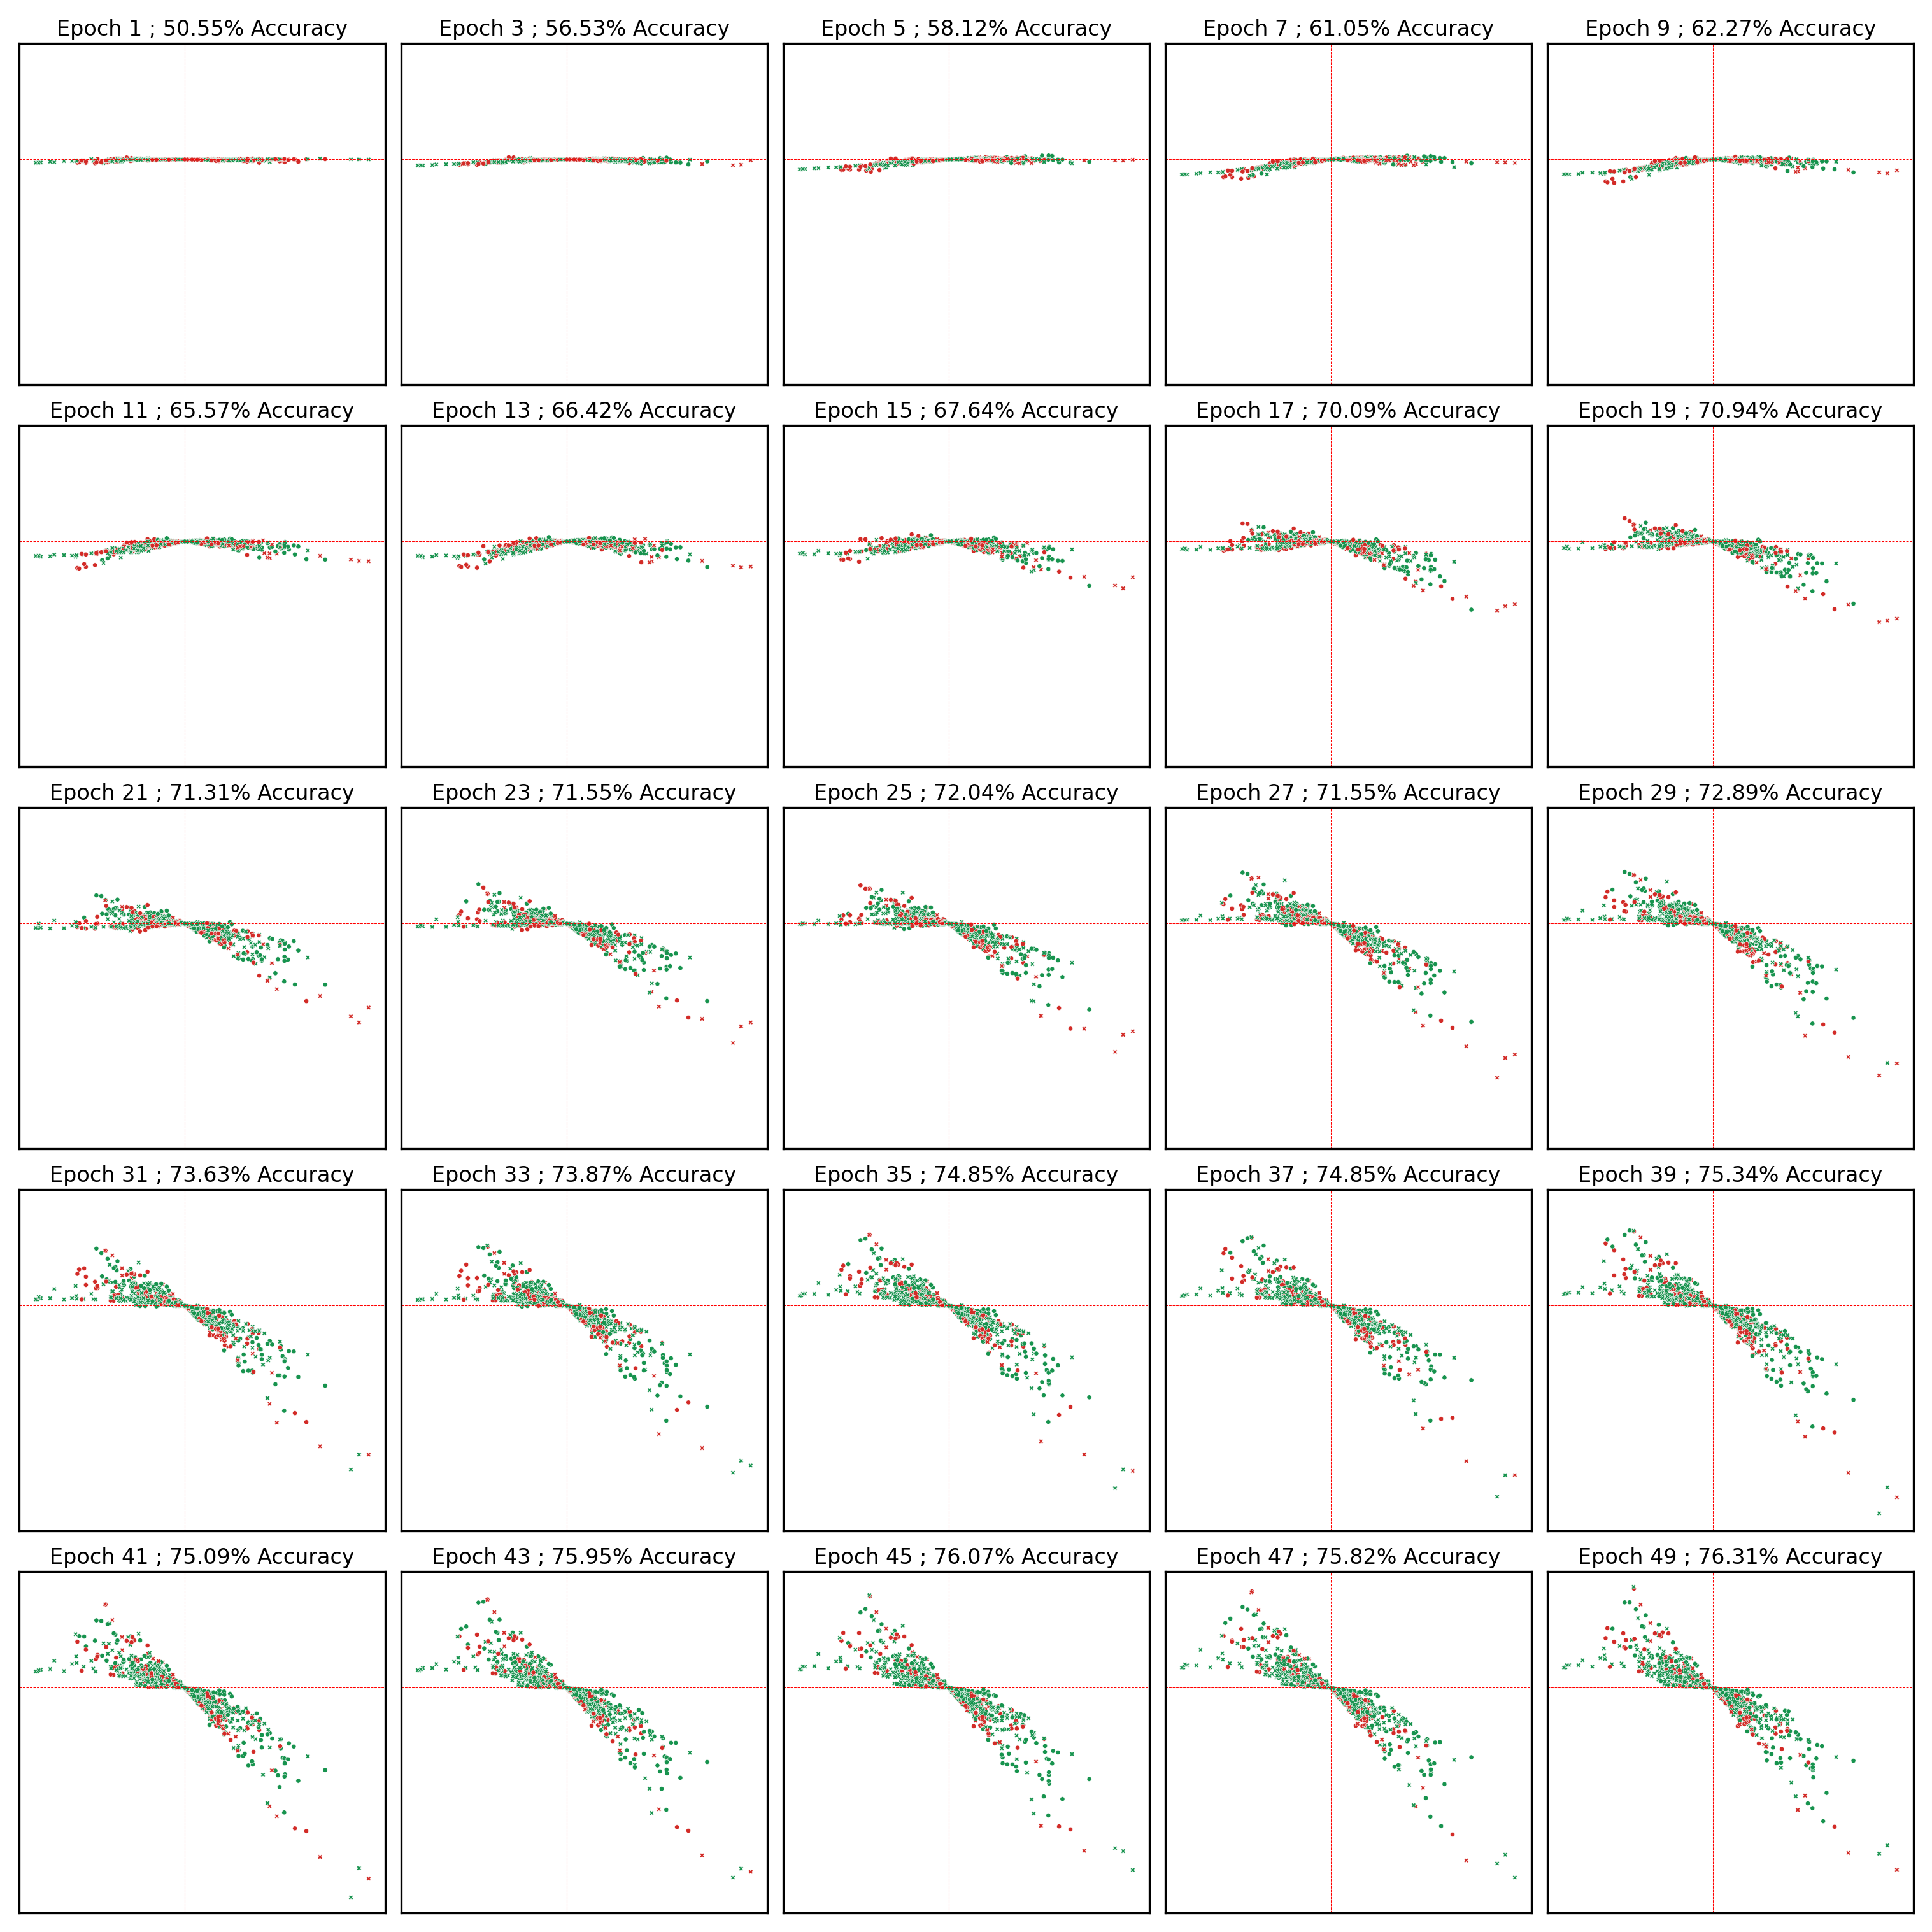 Epoch 1 ; 50.55% Accuracy
Epoch 3 ; 56.53% Accuracy
Epoch 5 ; 58.12% Accuracy
Epoch 7 ; 61.05% Accuracy
Epoch 9 ; 62.27% Accuracy
Epoch 11 ; 65.57% Accuracy
Epoch 13 ; 66.42% Accuracy
Epoch 15 ; 67.64% Accuracy
Epoch 17 ; 70.09% Accuracy
Epoch 19 ; 70.94% Accuracy
Epoch 21 ; 71.31% Accuracy
Epoch 23 ; 71.55% Accuracy
Epoch 25 ; 72.04% Accuracy
Epoch 27 ; 71.55% Accuracy
Epoch 29 ; 72.89% Accuracy
Epoch 31 ; 73.63% Accuracy
Epoch 33 ; 73.87% Accuracy
Epoch 35 ; 74.85% Accuracy
Epoch 37 ; 74.85% Accuracy
Epoch 39 ; 75.34% Accuracy
Epoch 41 ; 75.09% Accuracy
Epoch 43 ; 75.95% Accuracy
Epoch 45 ; 76.07% Accuracy
Epoch 47 ; 75.82% Accuracy
Epoch 49 ; 76.31% Accuracy